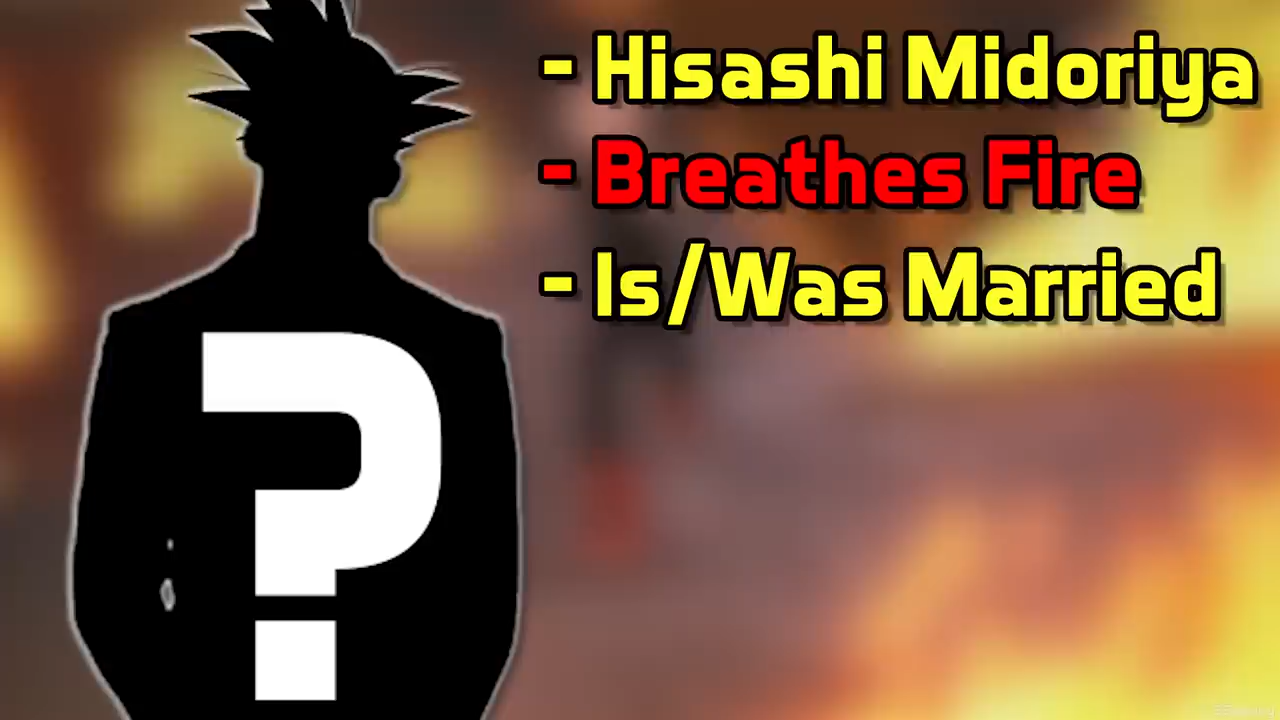 - Hisashi Midoriya
- Breathes Fire
- Is/Was Married
?